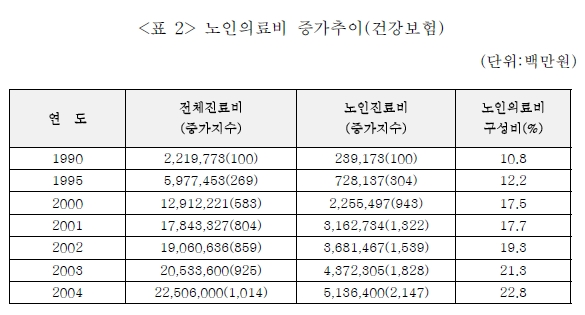 <표 2> 노인의료비 증가추이(건강보험)
(단위:백만원)
연 도 전체진료비 (증가지수) 노인진료비 (증가지수) 노인의료비 구성비(%)
1990 2,219,773(100) 239,173(100) 10.8
1995 5,977,453(269) 728,137(304) 12.2
2000 12,912,221(583) 2,255,497(943) 17.5
2001 17,843,327(804) 3,162,734(1,322) 17.7
2002 19,060,636(859) 3,681,467(1,539) 19.3
2003 20,533,600(925) 4,372,305(1,828) 21.3
2004 22,506,000(1,014) 5,136,400(2,147) 22.8